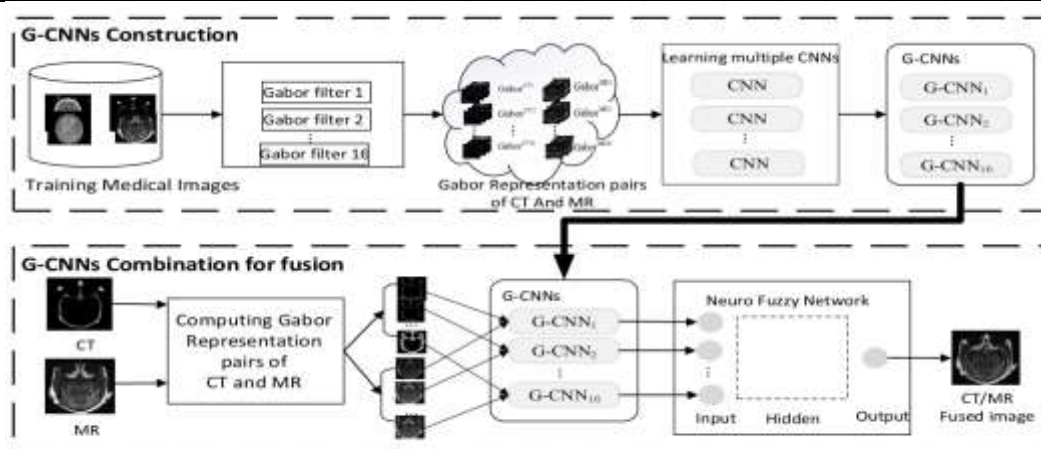 G-CNNs Construction
Training Medical Images
Gabor filter 1
Gabor filter 2
⋮
Gabor filter 16
Gabor Representation pairs
of CT And MR
Learning multiple CNNs
CNN
CNN
⋮
CNN
G-CNNs
G-CNN₁
G-CNN₂
⋮
G-CNN₁₆
G-CNNs Combination for fusion
CT
MR
Computing Gabor
Representation
pairs of
CT and MR
G-CNNs
G-CNN₁
G-CNN₂
⋮
G-CNN₁₆
Neuro Fuzzy Network
Input
Hidden
Output
CT/MR
Fused image